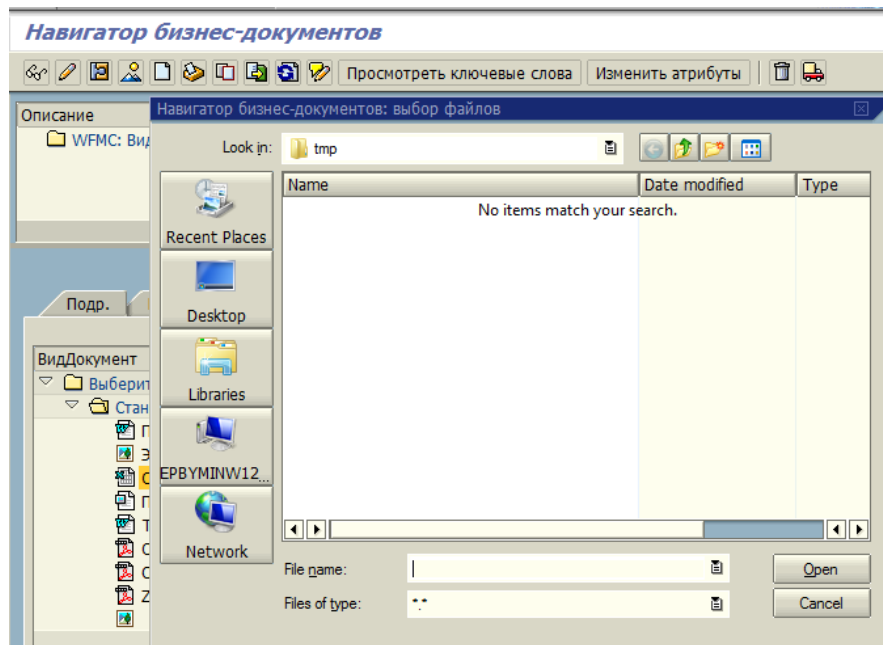 Навигатор бизнес-документов
Просмотреть ключевые слова Изменить атрибуты
Описание
WFMC: Ви
Навигатор бизнес-документов: выбор файлов
Look in: tmp
Name Date modified Type
No items match your search.
Recent Places
Desktop
Libraries
EPBYMINW12...
Network
Подр.
ВидДокумент
Выберит
Стан
П
Э
С
П
Т
С
С
Z
File name:
Open
Files of type: *.*
Cancel